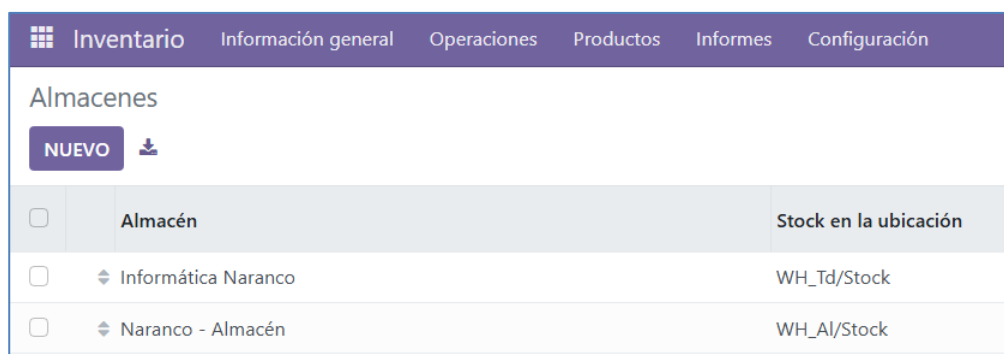 Inventario Información general Operaciones Productos Informes Configuración
Almacenes
NUEVO
Almacén Stock en la ubicación
Informática Naranco WH_Td/Stock
Naranco - Almacén WH_Al/Stock